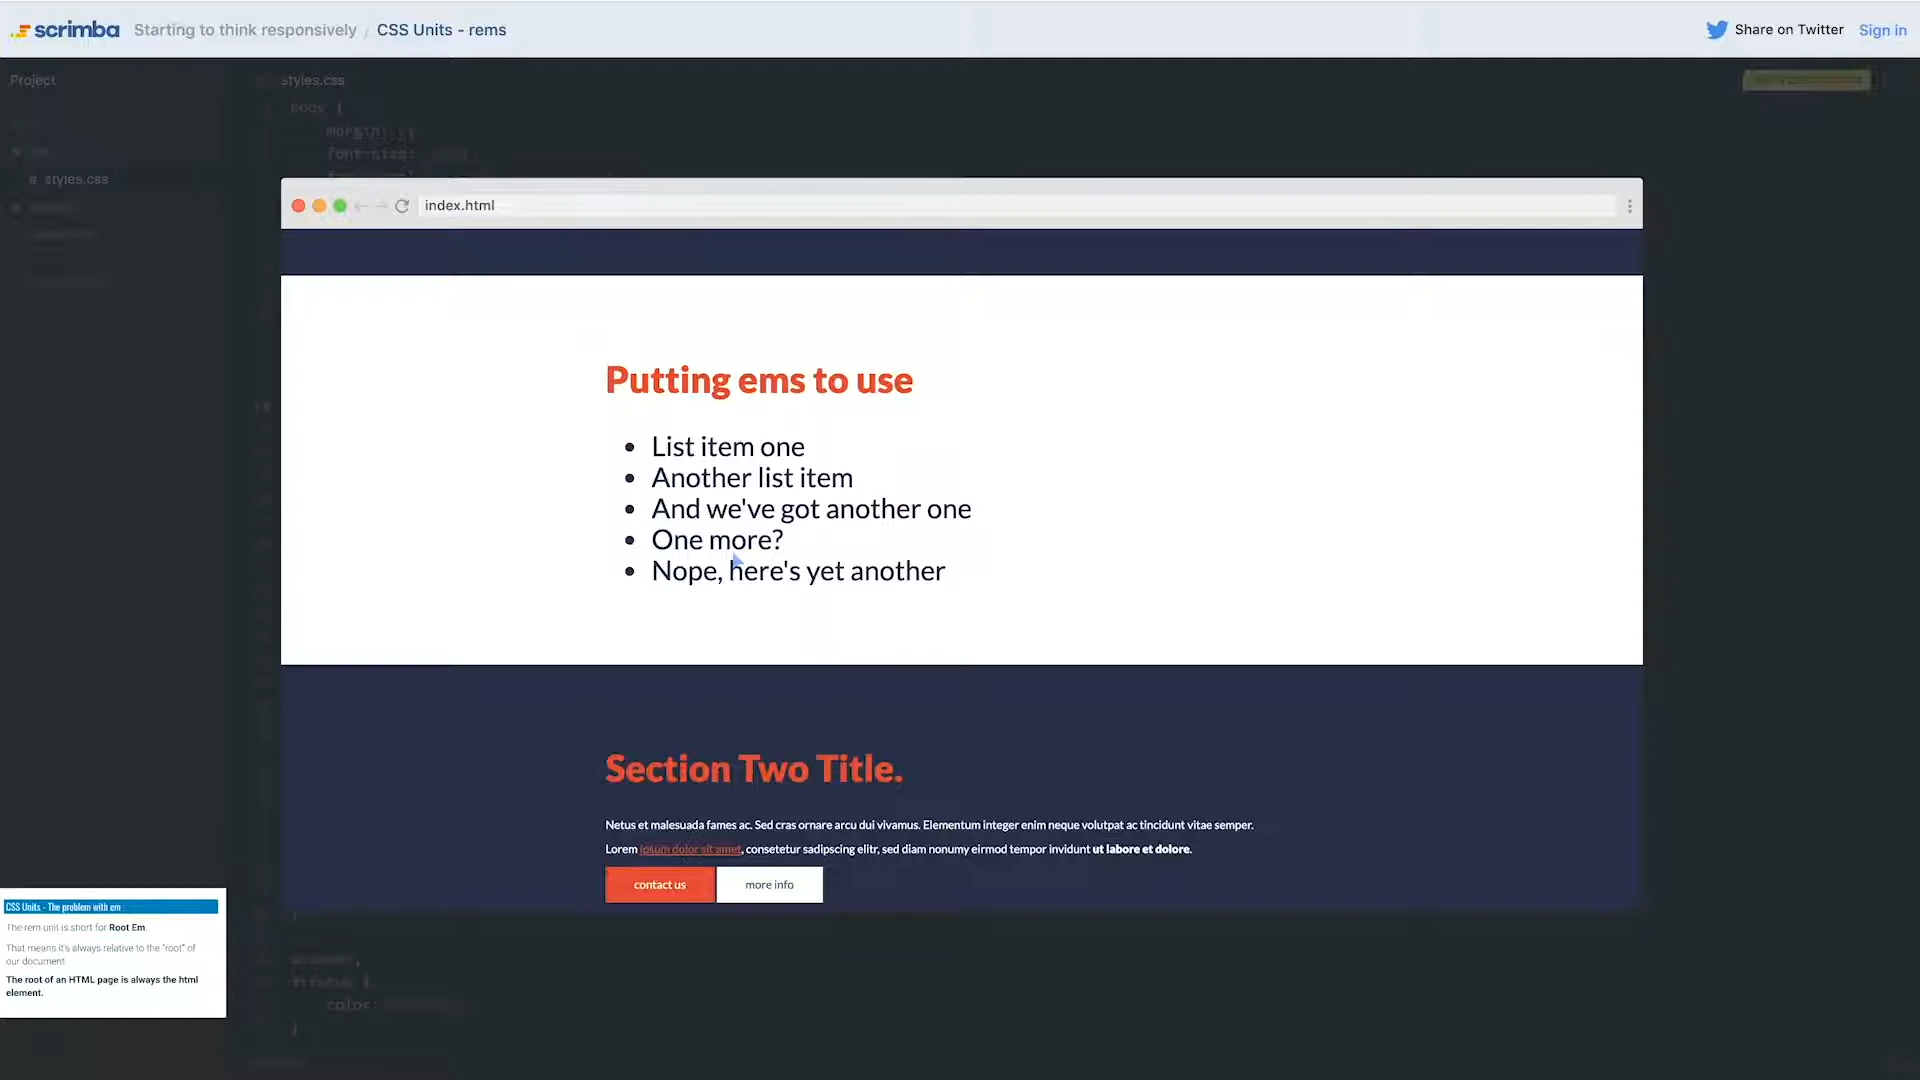 scrimba Starting to think responsively / CSS Units - rems Share on Twitter Sign in
Project styles.css
body {
margin:
font-size:
styles.css
index.html
Putting ems to use
• List item one
• Another list item
• And we've got another one
• One more?
• Nope, here's yet another
Section Two Title.
Netus et malesuada fames ac. Sed cras ornare arcu dui vivamus. Elementum integer enim neque volutpat ac tincidunt vitae semper.
Lorem ipsum dolor sit amet, consetetur sadipscing elitr, sed diam nonumy eirmod tempor invidunt ut labore et dolore.
contact us more info
CSS Units - The problem with em
The rem unit is short for Root Em.
That means it's always relative to the "root" of
our document
The root of an HTML page is always the html
element.
color:
}